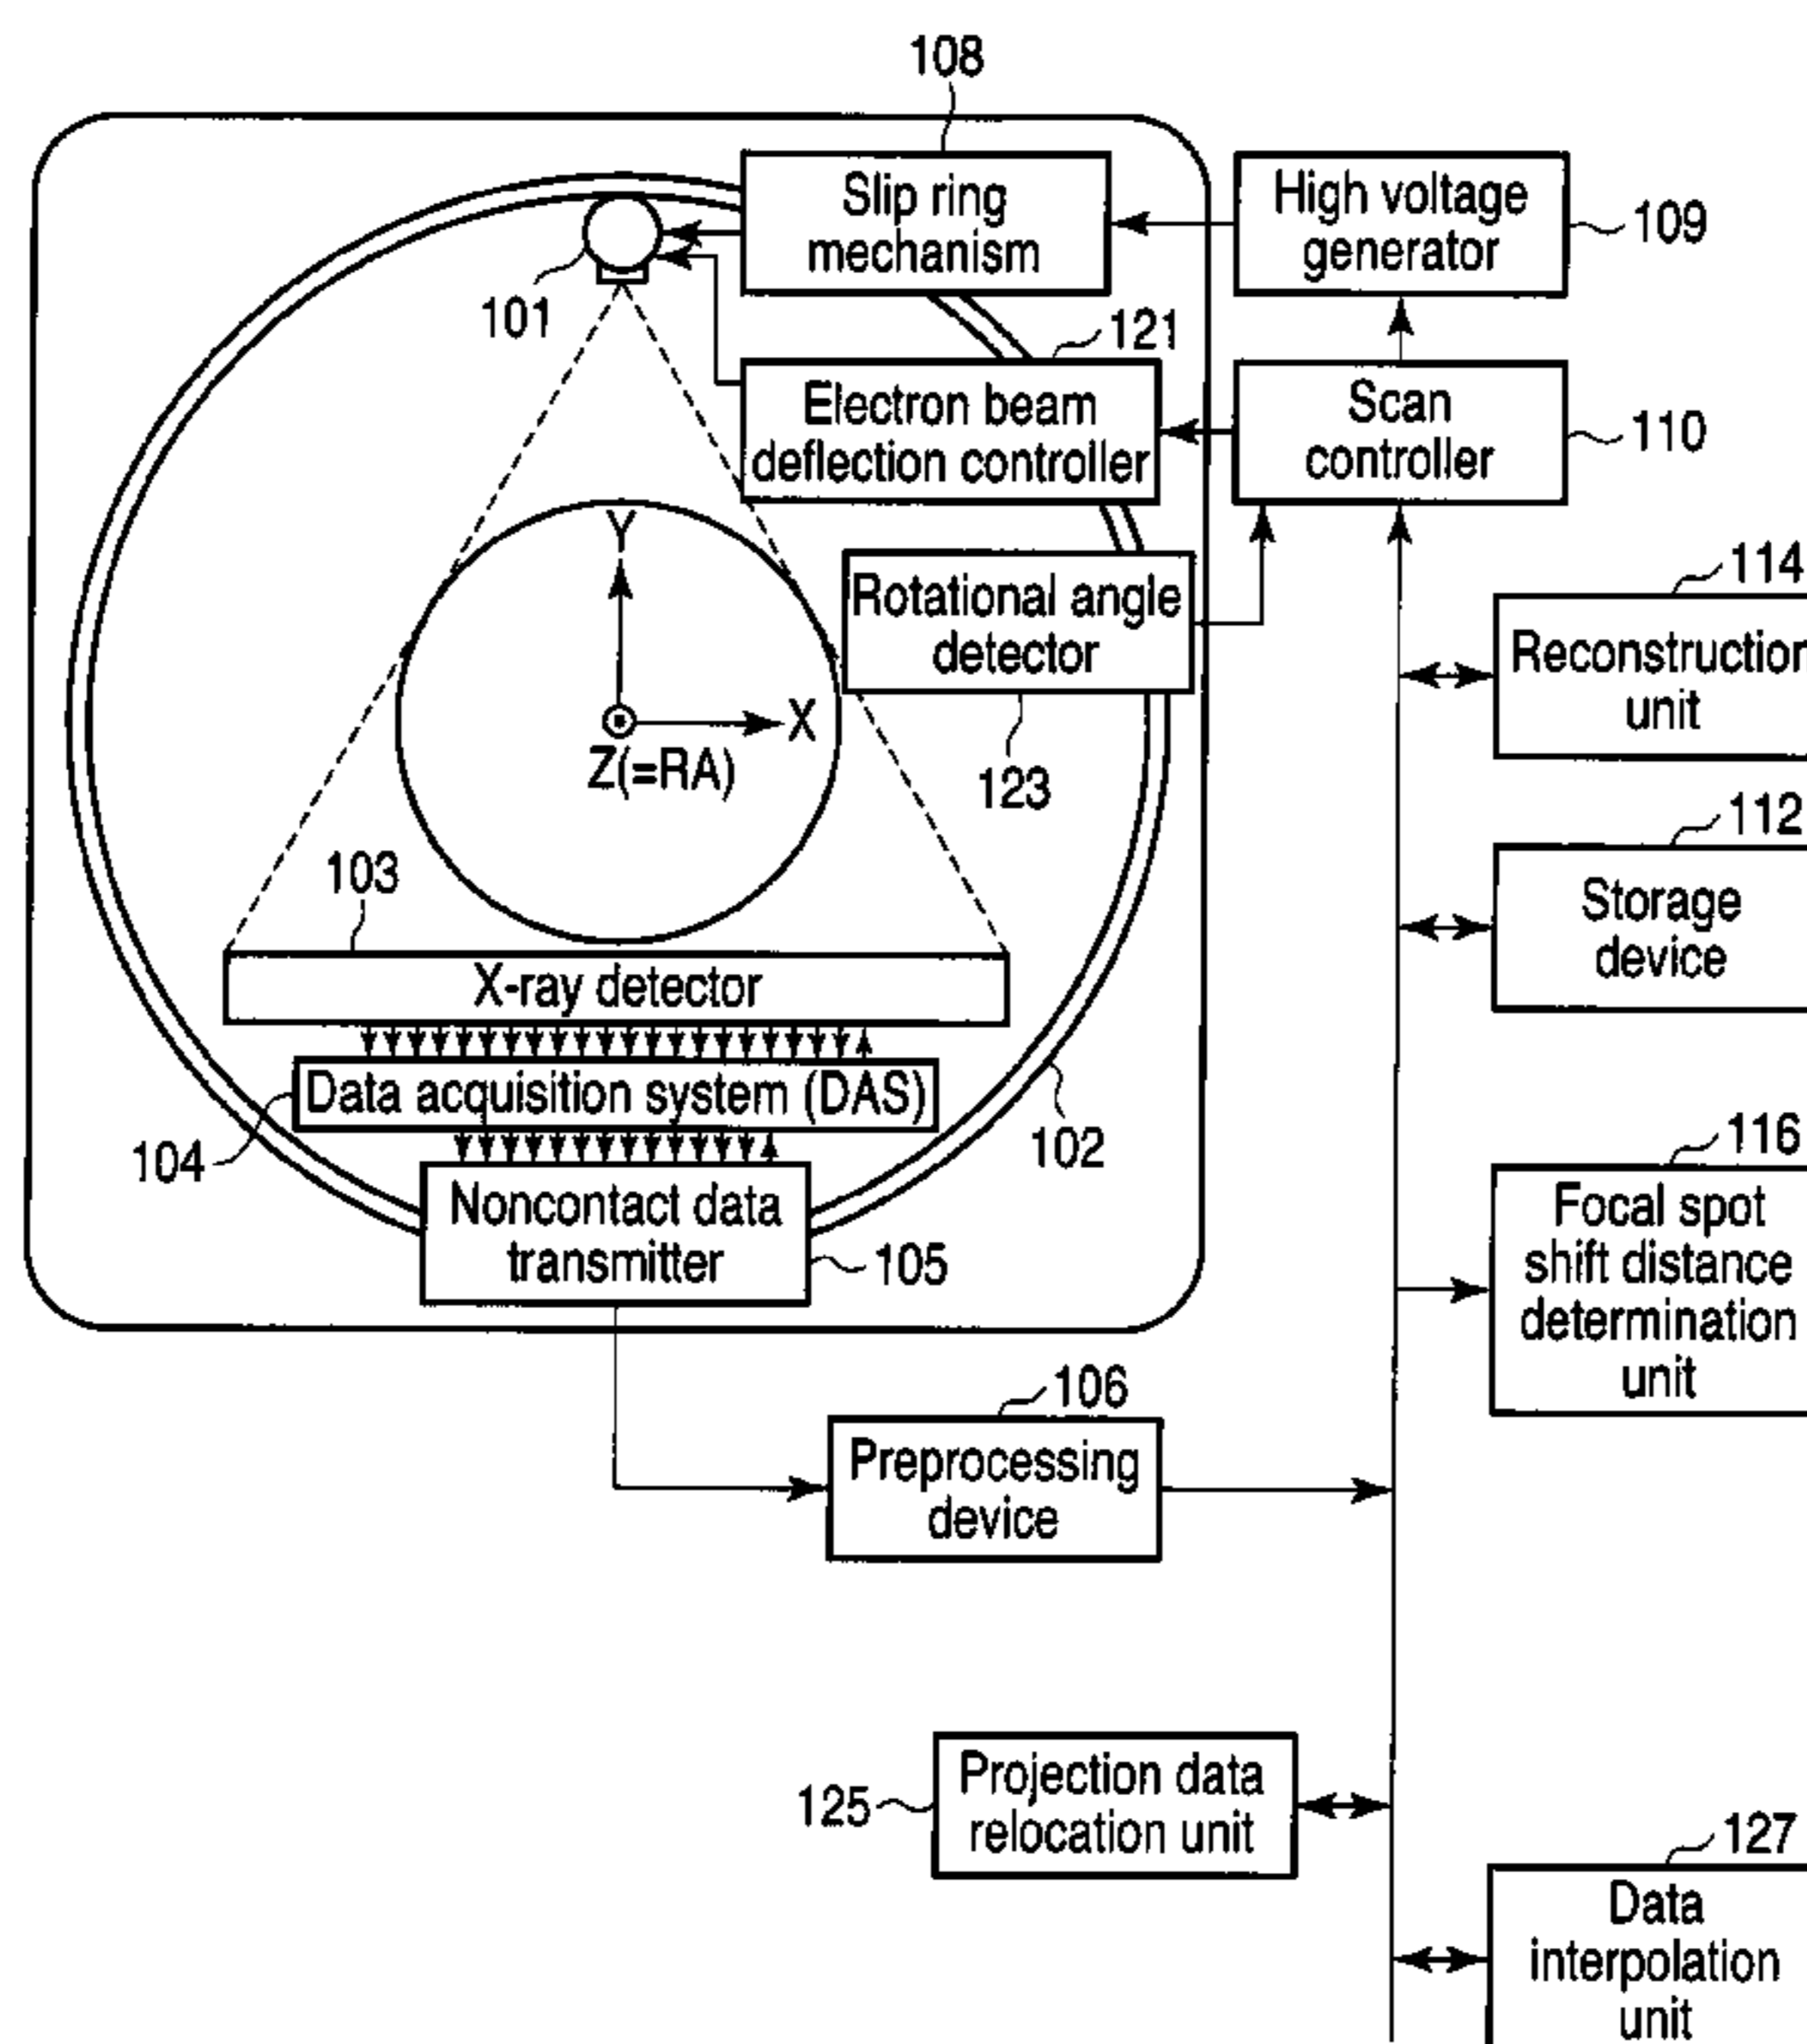 108
Slip ring
mechanism
High voltage
generator
109
101
121
Electron beam
deflection controller
Scan
controller
110
Y
X
Z(=RA)
Rotational angle
detector
123
114
Reconstruction
unit
112
Storage
device
103
X-ray detector
Data acquisition system (DAS)
104
102
Noncontact data
transmitter
105
116
Focal spot
shift distance
determination
unit
106
Preprocessing
device
125
Projection data
relocation unit
127
Data
interpolation
unit